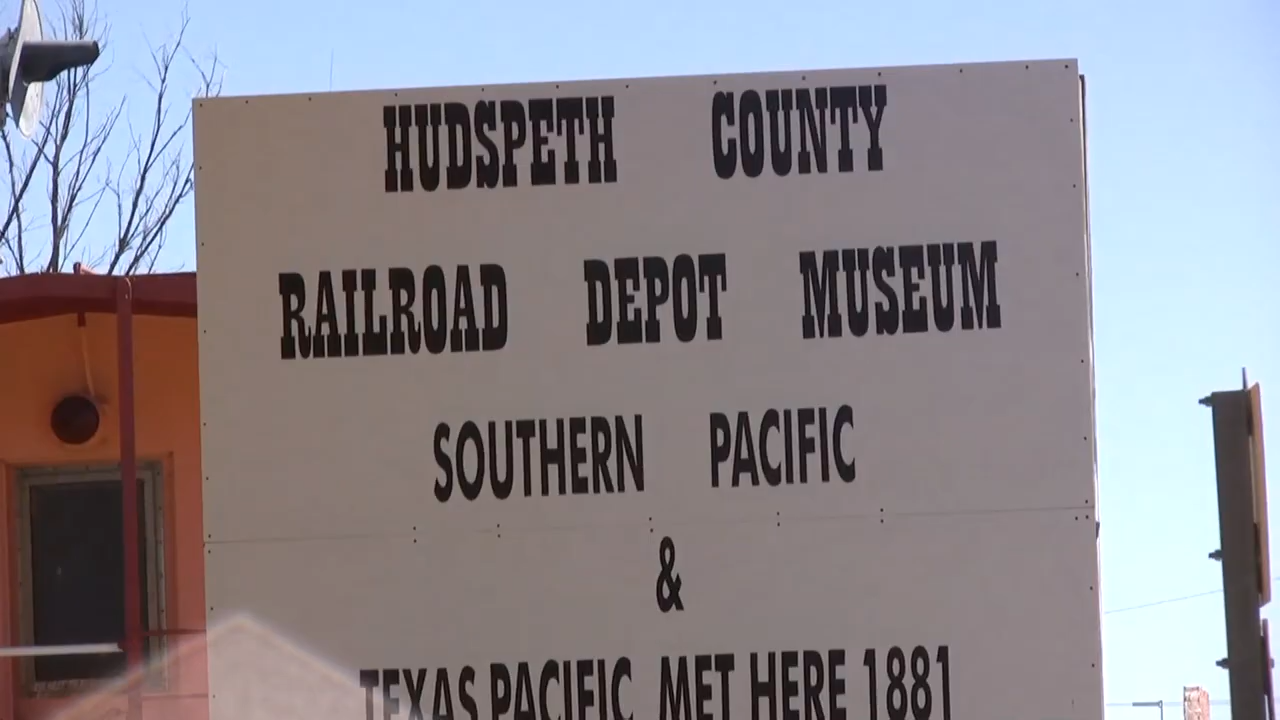 HUDSPETH COUNTY
RAILROAD DEPOT MUSEUM
SOUTHERN PACIFIC
&
TEXAS PACIFIC MET HERE 1881